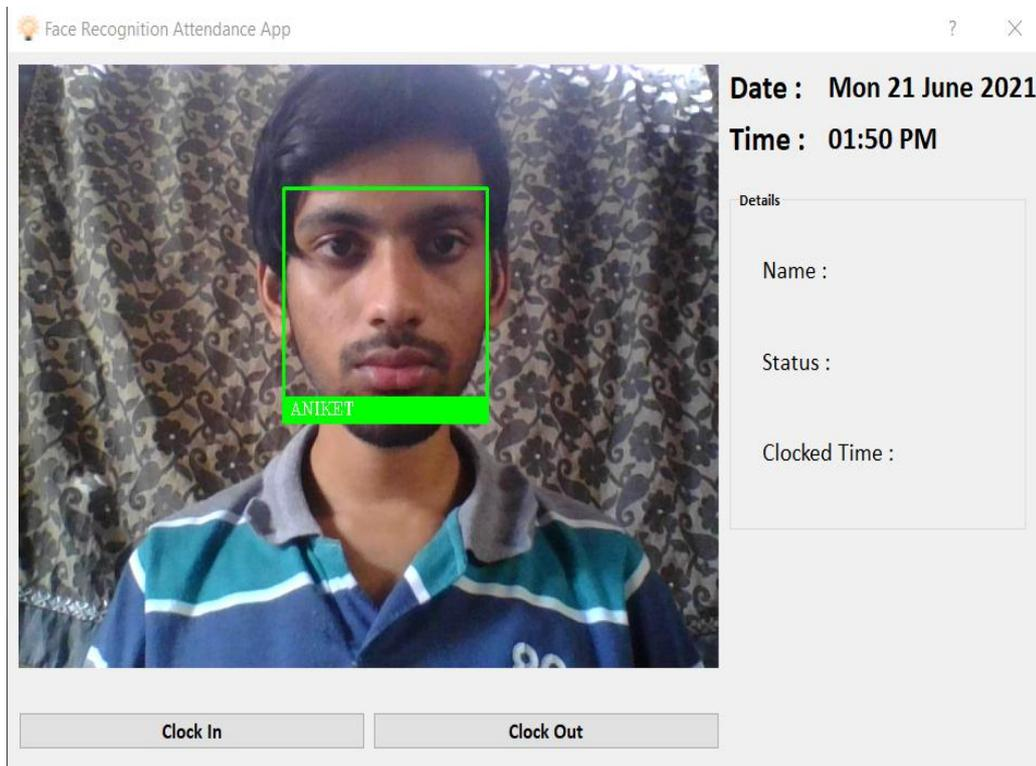 Face Recognition Attendance App
?
Date : Mon 21 June 2021
Time : 01:50 PM
Details
Name :
ANIKET
Status :
Clocked Time :
Clock In
Clock Out